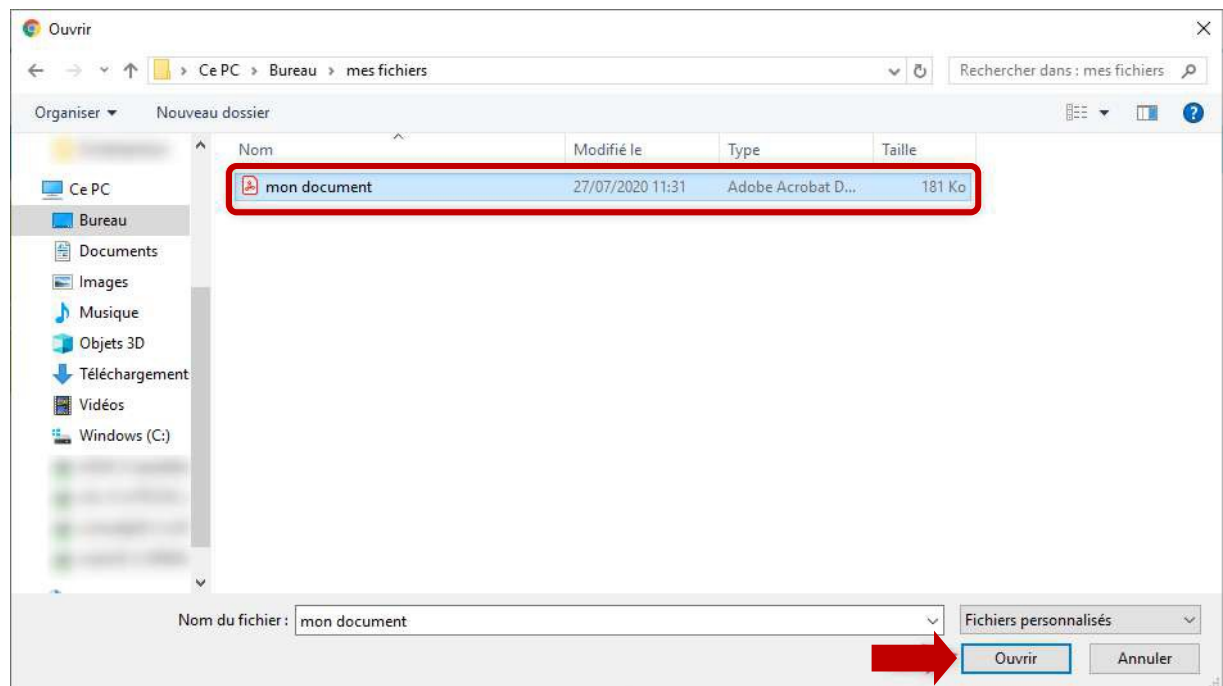 Ouvrir
Ce PC > Bureau > mes fichiers
Rechercher dans : mes fichiers
Organiser
Nouveau dossier
Nom Modifié le Type Taille
mon document 27/07/2020 11:31 Adobe Acrobat D... 181 Ko
Ce PC
Bureau
Documents
Images
Musique
Objets 3D
Téléchargement
Vidéos
Windows (C:)
Nom du fichier : mon document
Fichiers personnalisés
Ouvrir Annuler